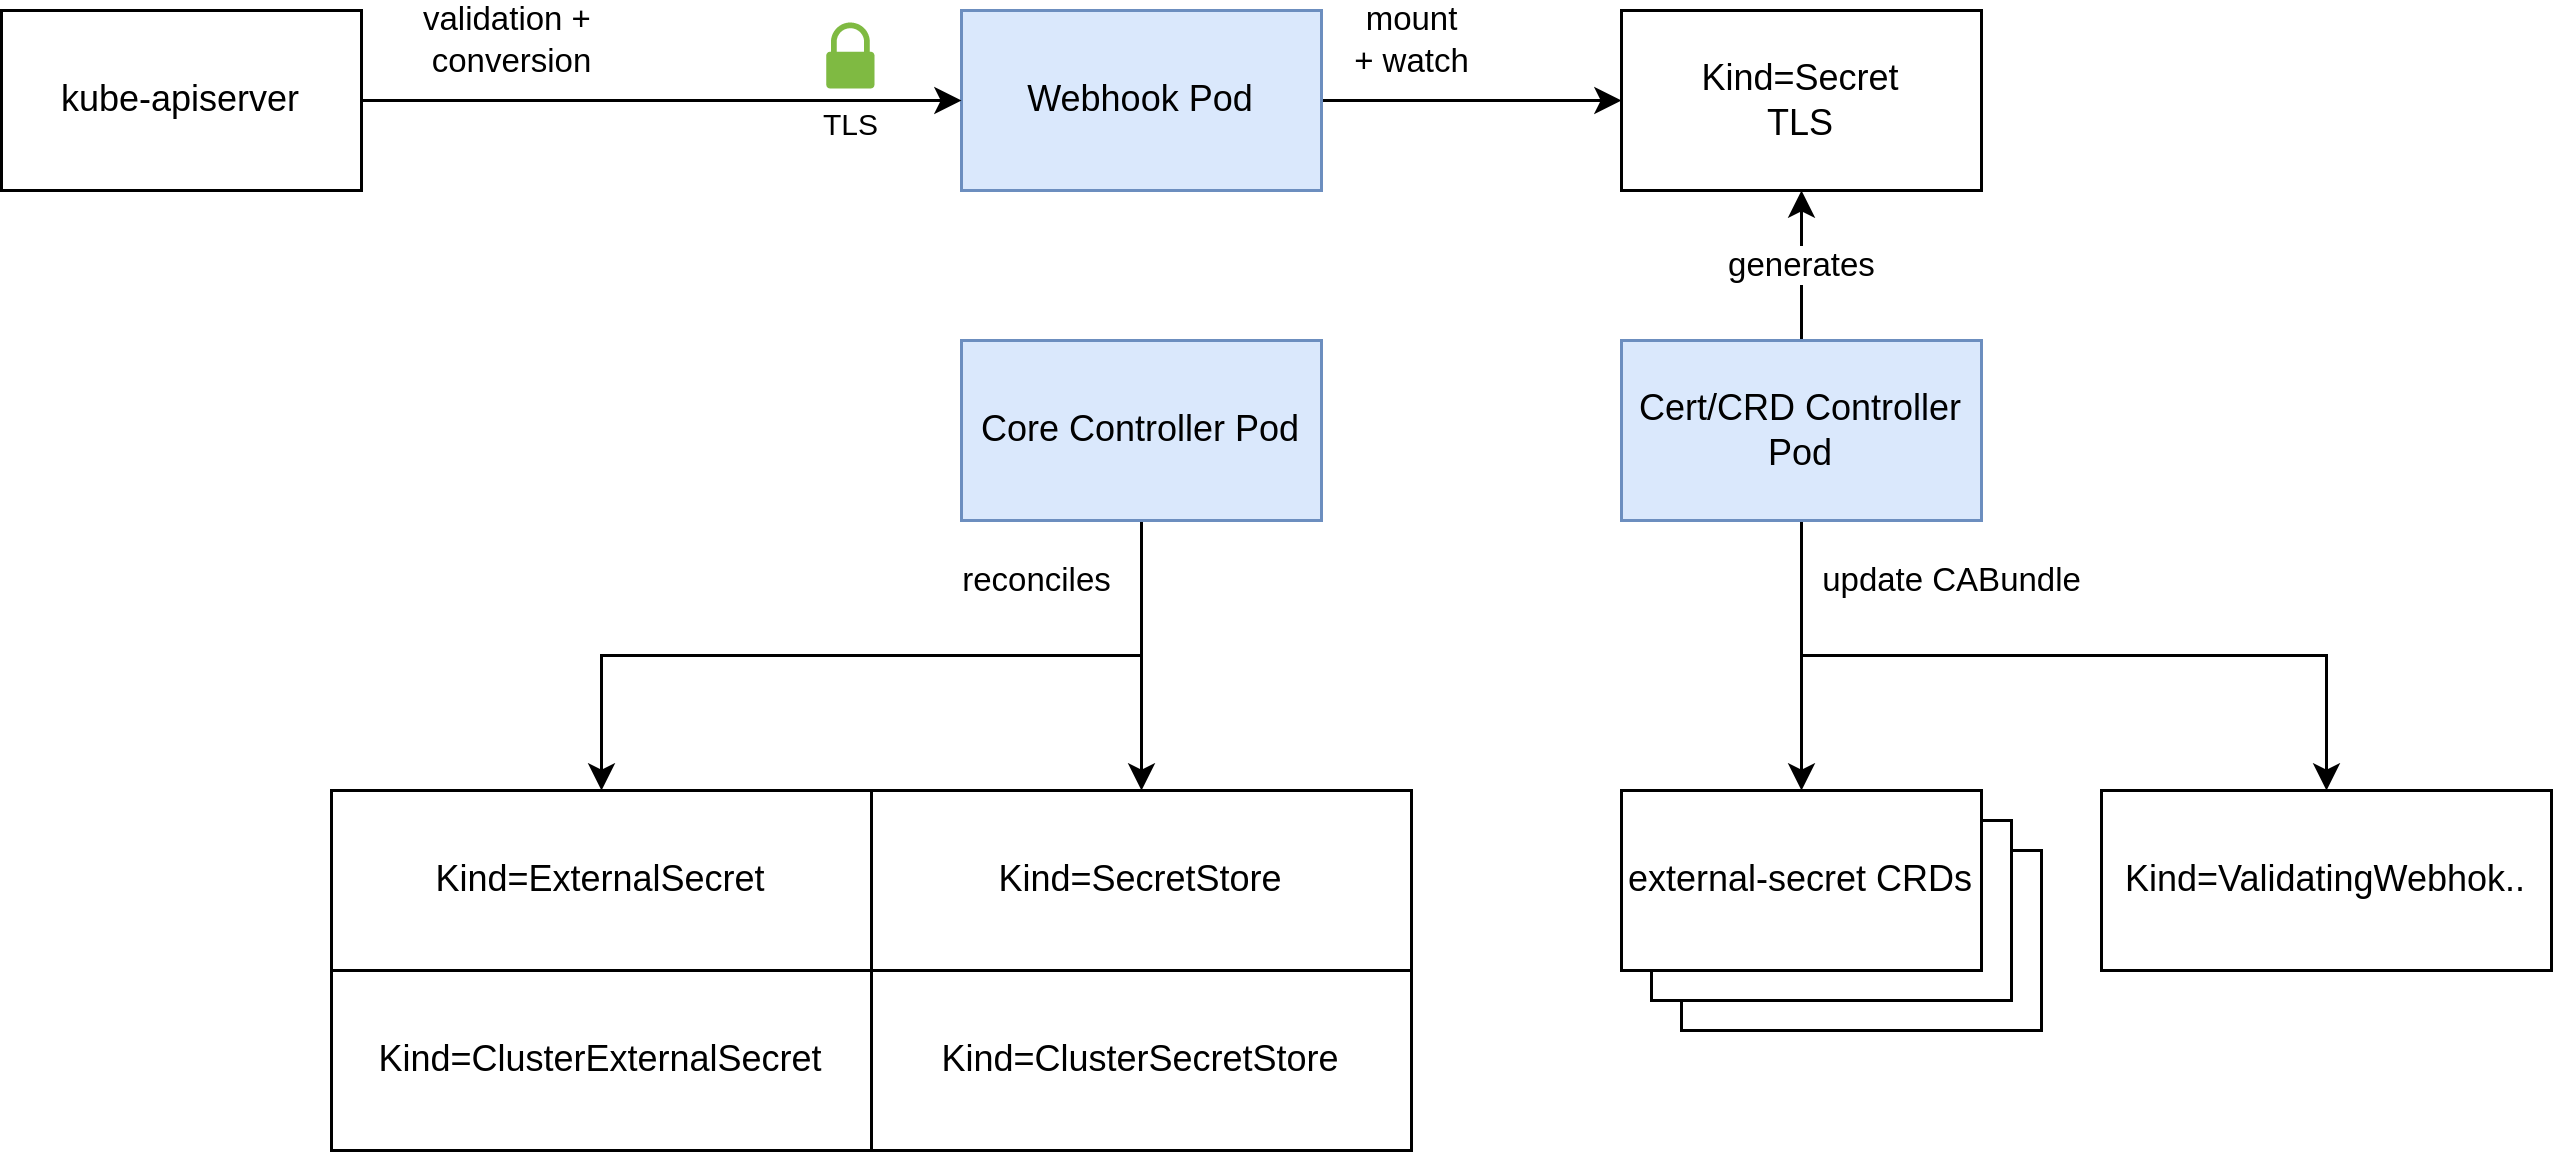 validation +
conversion
kube-apiserver
TLS
Webhook Pod
mount
+ watch
Kind=Secret
TLS
generates
Core Controller Pod
Cert/CRD Controller
Pod
reconciles
update CABundle
Kind=ExternalSecret
Kind=SecretStore
external-secret CRDs
Kind=ValidatingWebhok..
Kind=ClusterExternalSecret
Kind=ClusterSecretStore